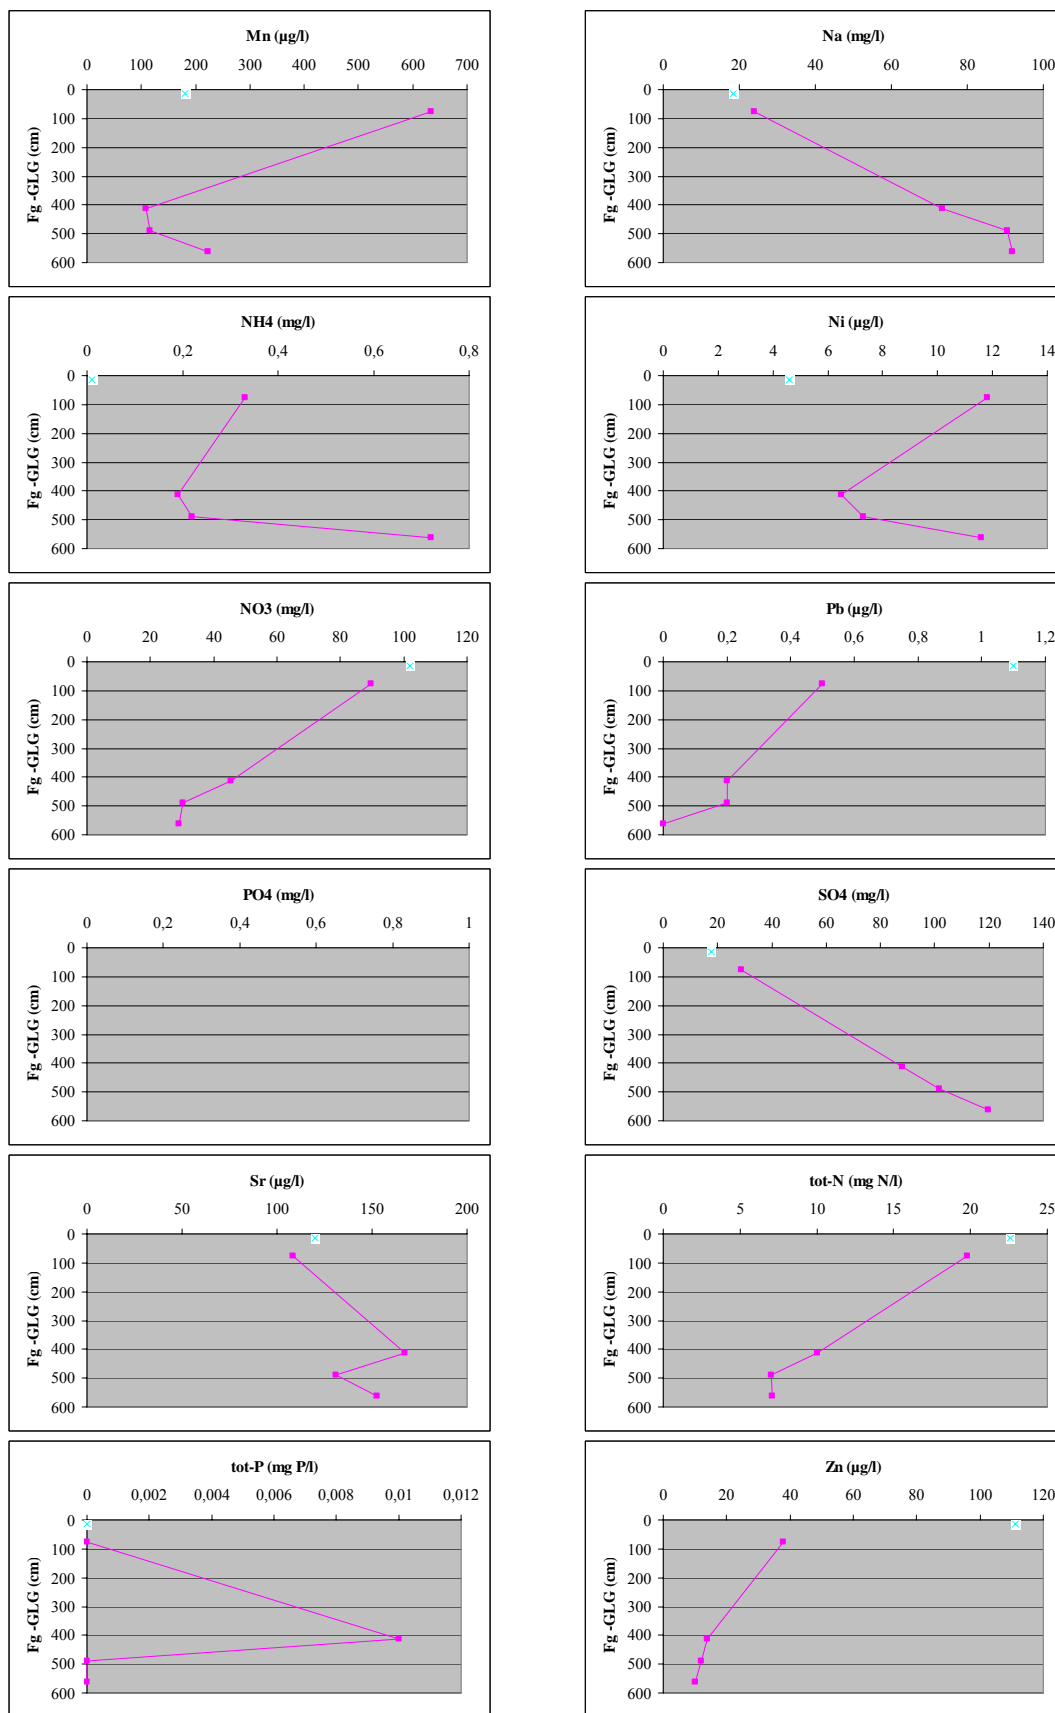 Mn (µg/l)
0 100 200 300 400 500 600 700
Fg -GLG (cm)
0
100
200
300
400
500
600
Na (mg/l)
0 20 40 60 80 100
Fg -GLG (cm)
0
100
200
300
400
500
600
NH4 (mg/l)
0 0,2 0,4 0,6 0,8
Fg -GLG (cm)
0
100
200
300
400
500
600
Ni (µg/l)
0 2 4 6 8 10 12 14
Fg -GLG (cm)
0
100
200
300
400
500
600
NO3 (mg/l)
0 20 40 60 80 100 120
Fg -GLG (cm)
0
100
200
300
400
500
600
Pb (µg/l)
0 0,2 0,4 0,6 0,8 1 1,2
Fg -GLG (cm)
0
100
200
300
400
500
600
PO4 (mg/l)
0 0,2 0,4 0,6 0,8 1
Fg -GLG (cm)
0
100
200
300
400
500
600
SO4 (mg/l)
0 20 40 60 80 100 120 140
Fg -GLG (cm)
0
100
200
300
400
500
600
Sr (µg/l)
0 50 100 150 200
Fg -GLG (cm)
0
100
200
300
400
500
600
tot-N (mg N/l)
0 5 10 15 20 25
Fg -GLG (cm)
0
100
200
300
400
500
600
tot-P (mg P/l)
0 0,002 0,004 0,006 0,008 0,01 0,012
Fg -GLG (cm)
0
100
200
300
400
500
600
Zn (µg/l)
0 20 40 60 80 100 120
Fg -GLG (cm)
0
100
200
300
400
500
600